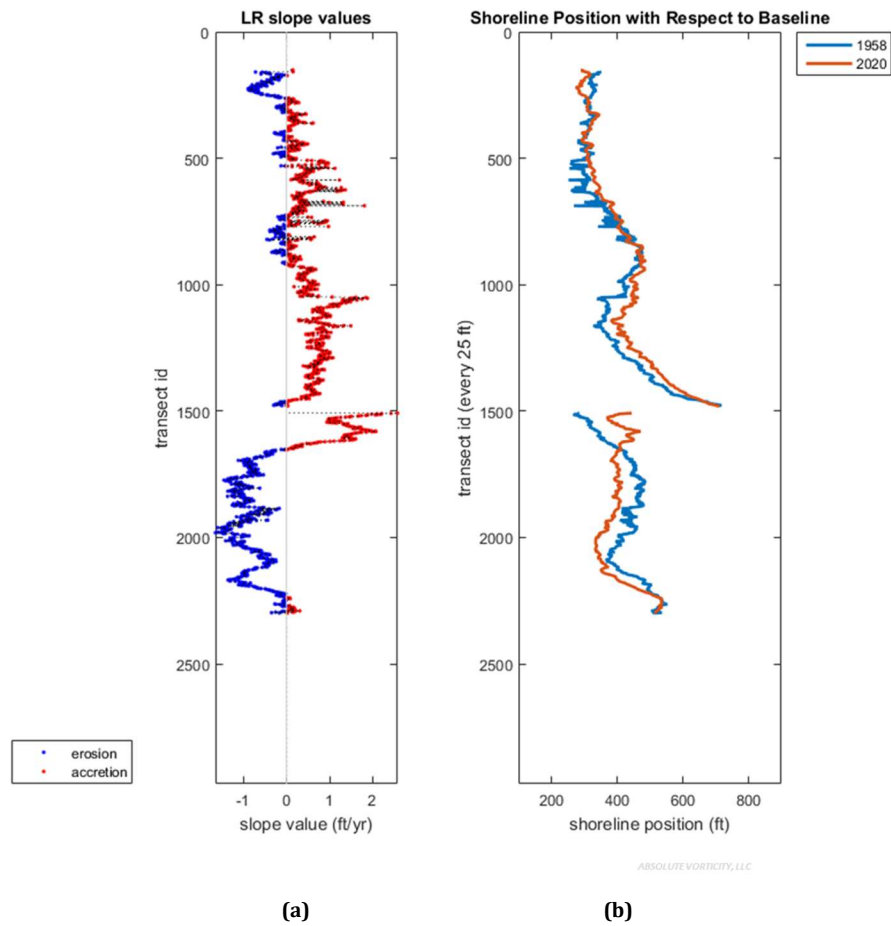 LR slope values
0
500
1000
1500
2000
2500
transect id
-1 0 1 2
slope value (ft/yr)
erosion
accretion
Shoreline Position with Respect to Baseline
1958
2020
0
500
1000
1500
2000
2500
transect id (every 25 ft)
200 400 600 800
shoreline position (ft)
ABSOLUTE VORTICITY, LLC
(a) (b)